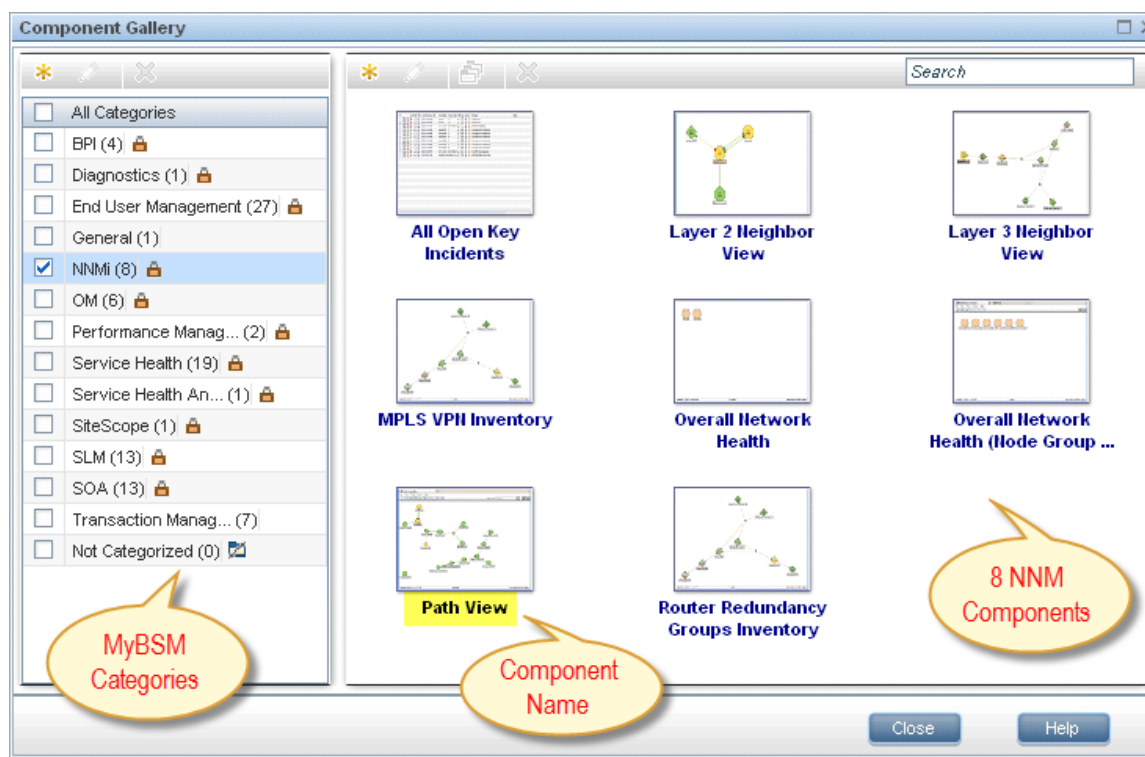 Component Gallery
Search
All Categories
BPI (4)
Diagnostics (1)
End User Management (27)
General (1)
NNMi (8)
OM (6)
Performance Manag... (2)
Service Health (19)
Service Health An... (1)
SiteScope (1)
SLM (13)
SOA (13)
Transaction Manag... (7)
Not Categorized (0)
MyBSM
Categories
All Open Key
Incidents
Layer 2 Neighbor
View
Layer 3 Neighbor
View
MPLS VPN Inventory
Overall Network
Health
Overall Network
Health (Node Group ...
Path View
Router Redundancy
Groups Inventory
8 NNM
Components
Component
Name
Close
Help